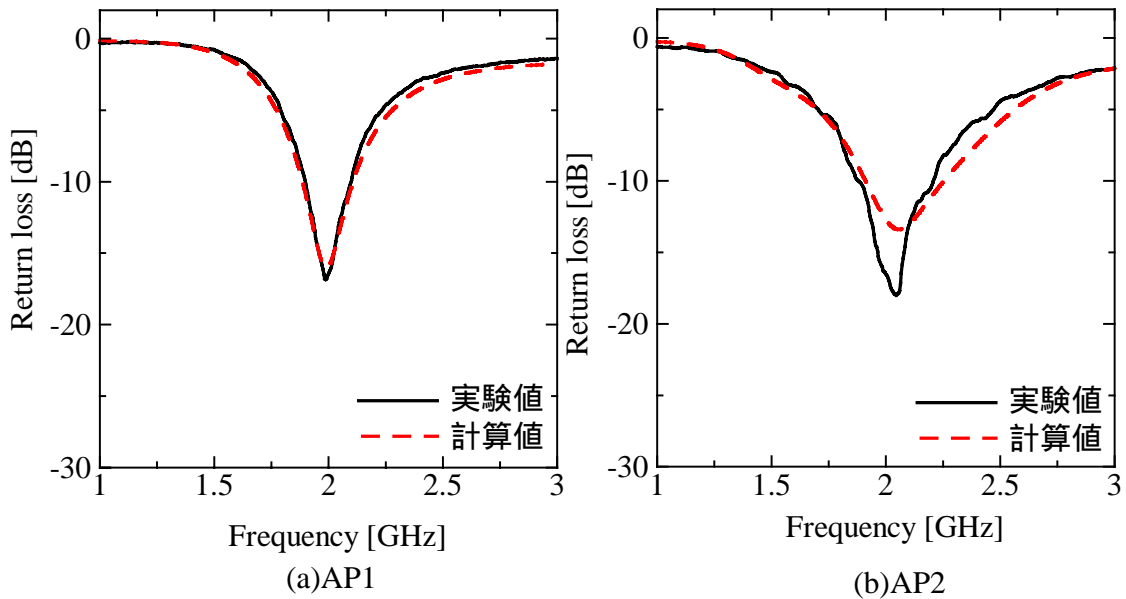 Return loss [dB]
0
-10
-20
-30
実験値
計算値
1
1.5
2
2.5
3
Frequency [GHz]
(a)AP1
Return loss [dB]
0
-10
-20
-30
実験値
計算値
1
1.5
2
2.5
3
Frequency [GHz]
(b)AP2